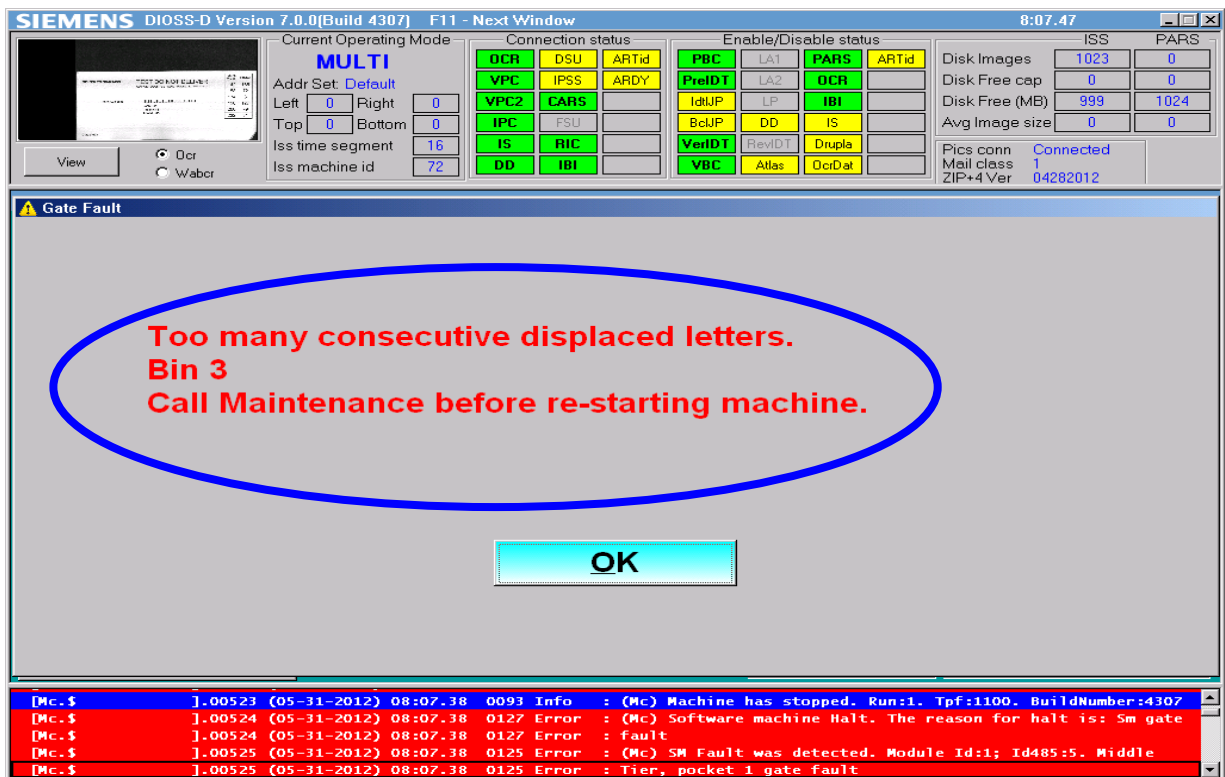 SIEMENS DIOSS-D Version 7.0.0(Build 4307) F11 - Next Window 8:07.47
TEST DO NOT DELIVER
View
Ocr
Wabcr
Current Operating Mode
MULTI
Addr Set: Default
Left 0 Right 0
Top 0 Bottom 0
Iss time segment 16
Iss machine id 72
Connection status
OCR DSU ARTid
VPC IPSS ARDY
VPC2 CARS
IPC FSU
IS RIC
DD IBI
Enable/Disable status
PBC LA1 PARS ARTid
PreIDT LA2 OCR
IdtIJP LP IBI
BclJP DD IS
VerIDT RevIDT Drupla
VBC Atlas OcrDat
ISS PARS
Disk Images 1023 0
Disk Free cap 0 0
Disk Free (MB) 999 1024
Avg Image size 0 0
Pics conn Connected
Mail class 1
ZIP+4 Ver 04282012
Gate Fault
Too many consecutive displaced letters.
Bin 3
Call Maintenance before re-starting machine.
OK
[Mc.$ ].00523 (05-31-2012) 08:07.38 0093 Info : (Mc) Machine has stopped. Run:1. Tpf:1100. BuildNumber:4307
[Mc.$ ].00524 (05-31-2012) 08:07.38 0127 Error : (Mc) Software machine Halt. The reason for halt is: Sm gate
[Mc.$ ].00524 (05-31-2012) 08:07.38 0127 Error : fault
[Mc.$ ].00525 (05-31-2012) 08:07.38 0125 Error : (Mc) SM Fault was detected. Module Id:1; Id485:5. Middle
[Mc.$ ].00525 (05-31-2012) 08:07.38 0125 Error : Tier, pocket 1 gate fault